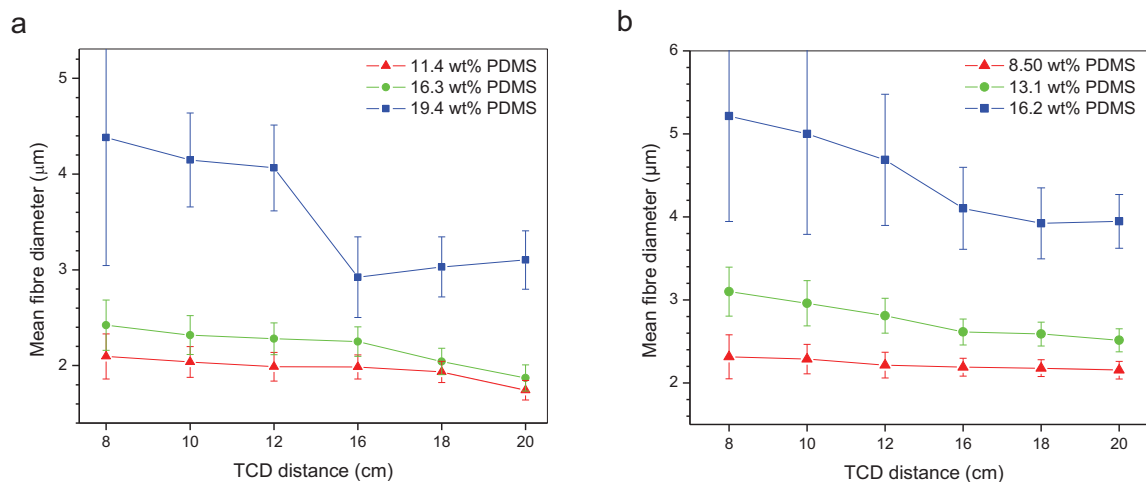 a
11.4 wt% PDMS
16.3 wt% PDMS
19.4 wt% PDMS
5
4
3
2
Mean fibre diameter (μm)
8 10 12 16 18 20
TCD distance (cm)
b
8.50 wt% PDMS
13.1 wt% PDMS
16.2 wt% PDMS
6
5
4
3
2
Mean fibre diameter (μm)
8 10 12 16 18 20
TCD distance (cm)